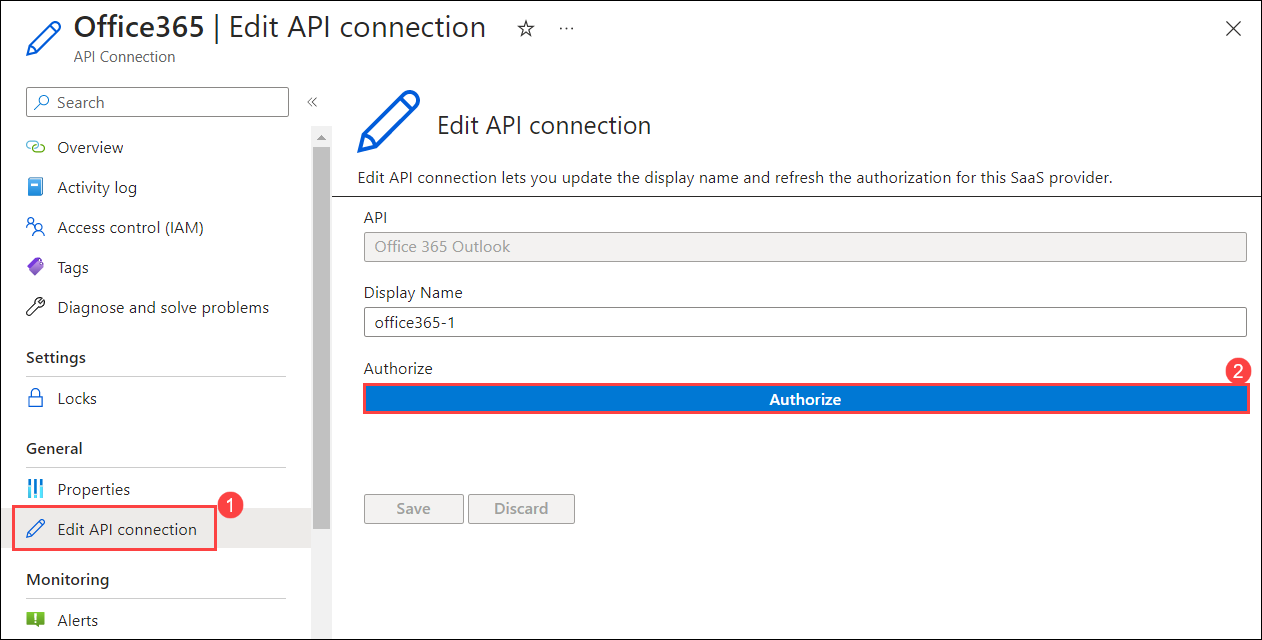 Office365 | Edit API connection
API Connection
Search
Overview
Activity log
Access control (IAM)
Tags
Diagnose and solve problems
Settings
Locks
General
Properties
Edit API connection
1
Monitoring
Alerts
Edit API connection
Edit API connection lets you update the display name and refresh the authorization for this SaaS provider.
API
Office 365 Outlook
Display Name
office365-1
Authorize
2
Authorize
Save
Discard